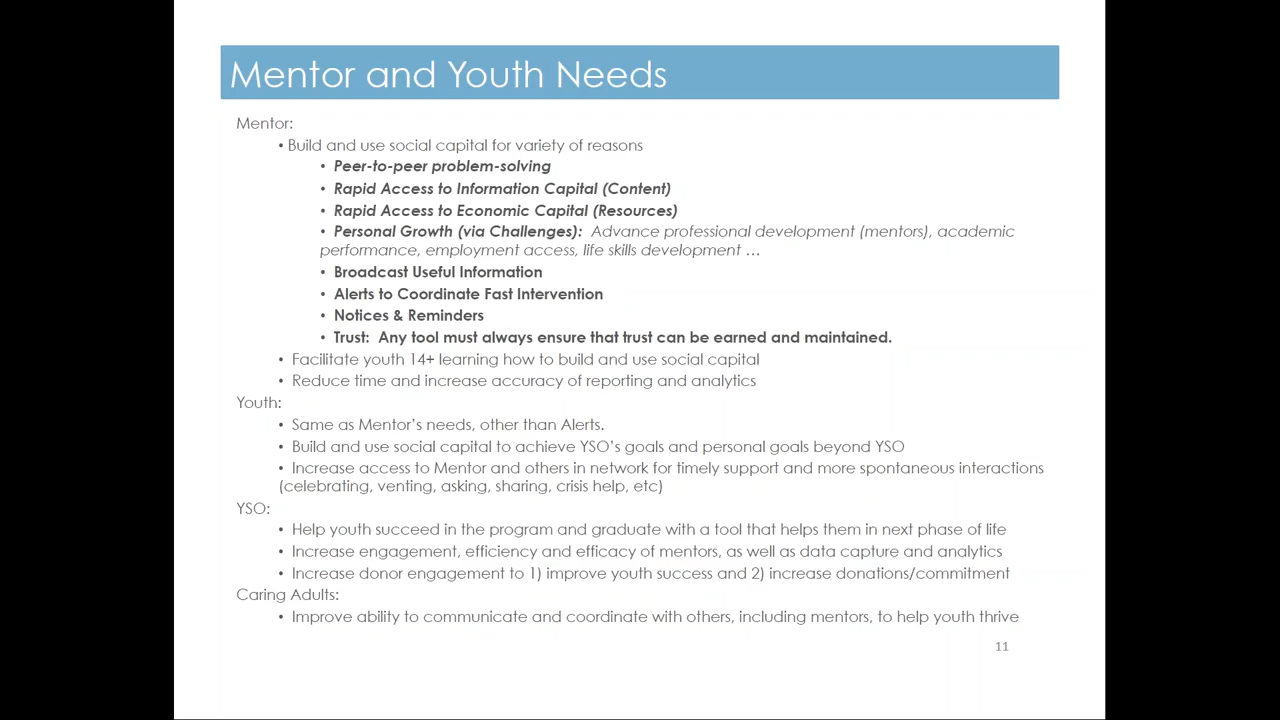 Mentor and Youth Needs
Mentor:
• Build and use social capital for variety of reasons
• Peer-to-peer problem-solving
• Rapid Access to Information Capital (Content)
• Rapid Access to Economic Capital (Resources)
• Personal Growth (via Challenges): Advance professional development (mentors), academic
performance, employment access, life skills development …
• Broadcast Useful Information
• Alerts to Coordinate Fast Intervention
• Notices & Reminders
• Trust: Any tool must always ensure that trust can be earned and maintained.
• Facilitate youth 14+ learning how to build and use social capital
• Reduce time and increase accuracy of reporting and analytics
Youth:
• Same as Mentor’s needs, other than Alerts.
• Build and use social capital to achieve YSO’s goals and personal goals beyond YSO
• Increase access to Mentor and others in network for timely support and more spontaneous interactions
(celebrating, venting, asking, sharing, crisis help, etc)
YSO:
• Help youth succeed in the program and graduate with a tool that helps them in next phase of life
• Increase engagement, efficiency and efficacy of mentors, as well as data capture and analytics
• Increase donor engagement to 1) improve youth success and 2) increase donations/commitment
Caring Adults:
• Improve ability to communicate and coordinate with others, including mentors, to help youth thrive
11